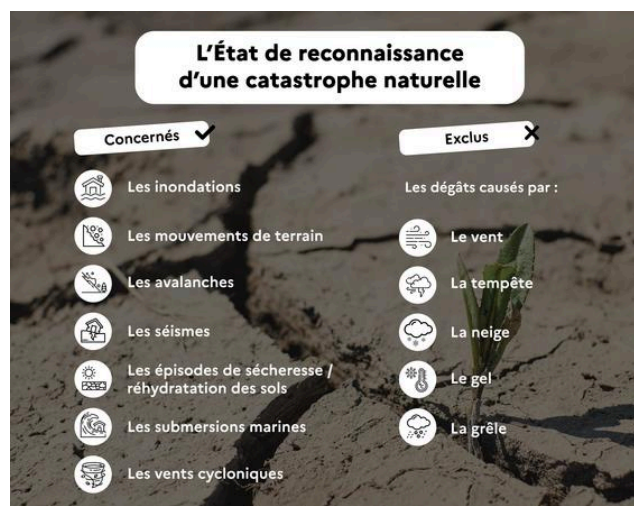 L'État de reconnaissance
d'une catastrophe naturelle
Concernés
Les inondations
Les mouvements de terrain
Les avalanches
Les séismes
Les épisodes de sécheresse /
réhydratation des sols
Les submersions marines
Les vents cycloniques
Exclus
Les dégâts causés par :
Le vent
La tempête
La neige
Le gel
La grêle